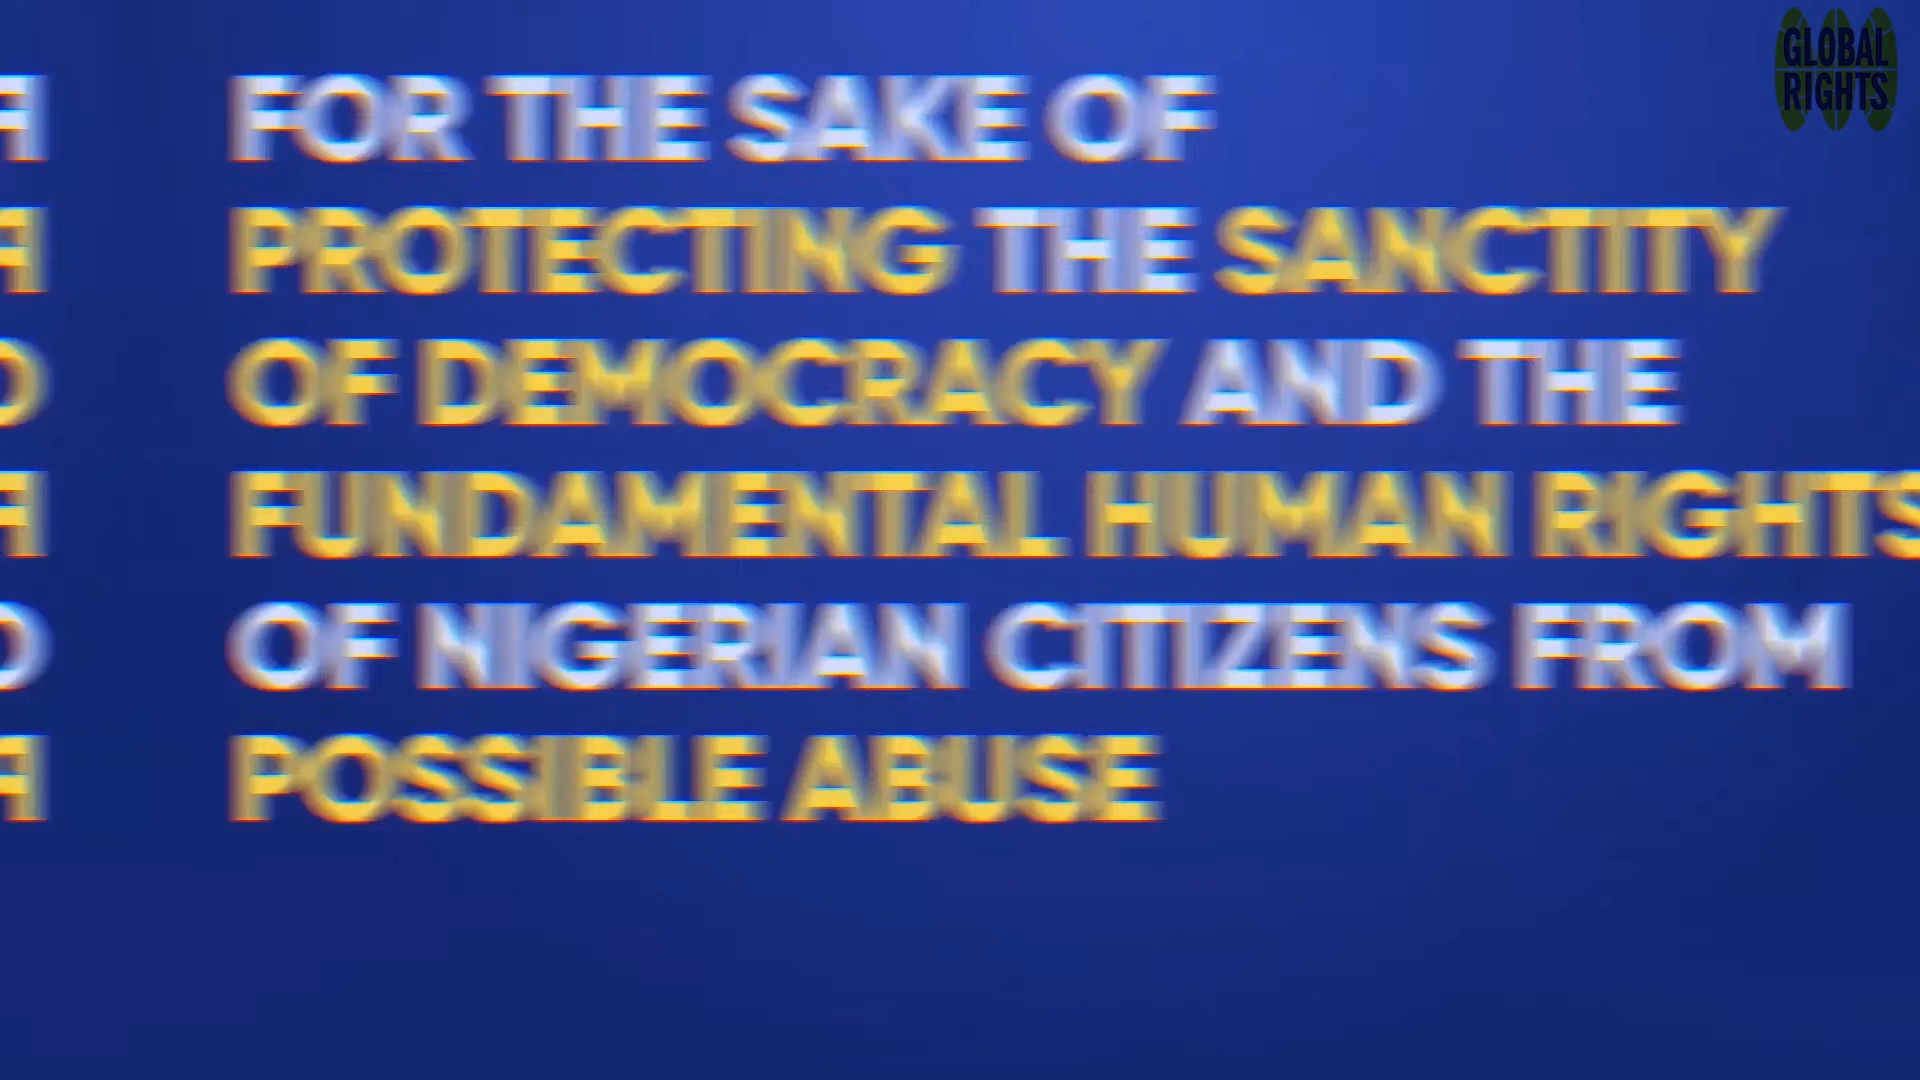 GLOBAL
RIGHTS
FOR THE SAKE OF
PROTECTING THE SANCTITY
OF DEMOCRACY AND THE
FUNDAMENTAL HUMAN RIGHTS
OF NIGERIAN CITIZENS FROM
POSSIBLE ABUSE